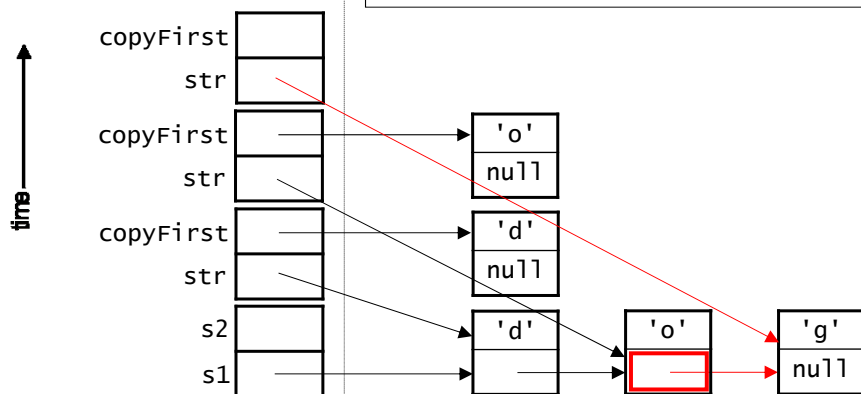 copyFirst
str
copyFirst 'o'
str null
copyFirst 'd'
str null
s2 'd' 'o' 'g'
s1 null
time